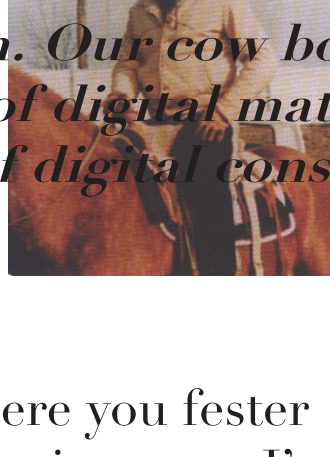 . Our cow bo
of digital mat
f digital cons
ere you fester
I'